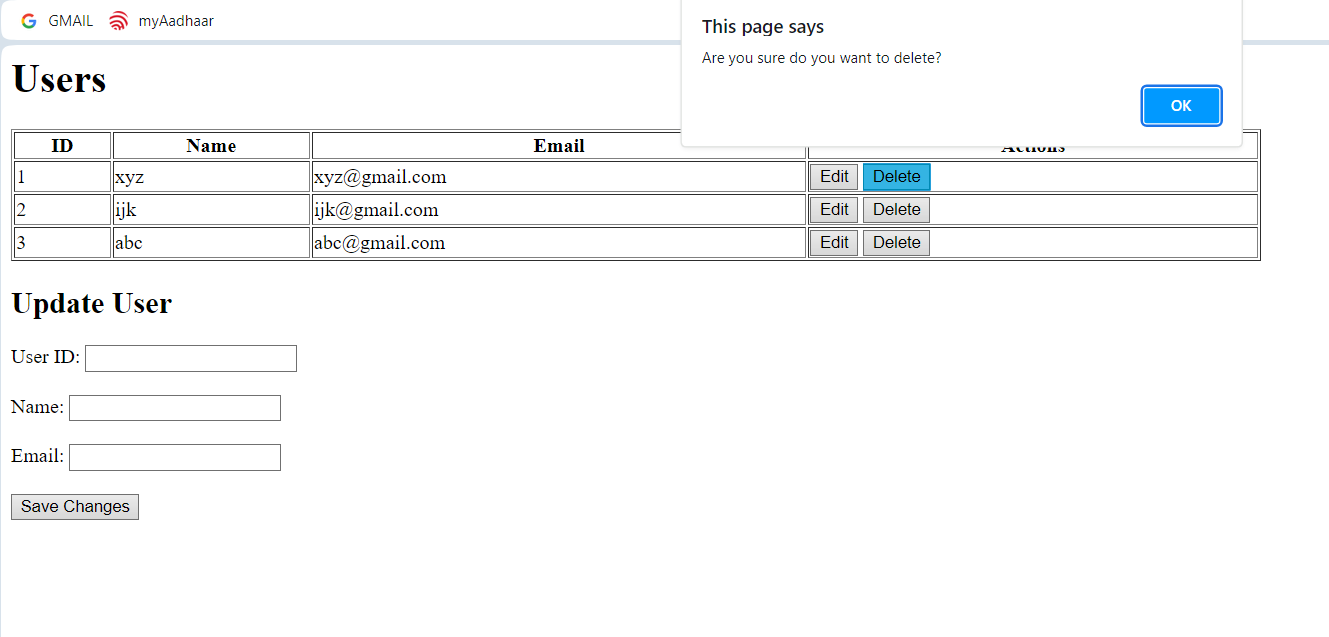 GMAIL myAadhaar
This page says
Are you sure do you want to delete?
OK
Users
ID Name Email Actions
1 xyz xyz@gmail.com Edit Delete
2 ijk ijk@gmail.com Edit Delete
3 abc abc@gmail.com Edit Delete
Update User
User ID:
Name:
Email:
Save Changes